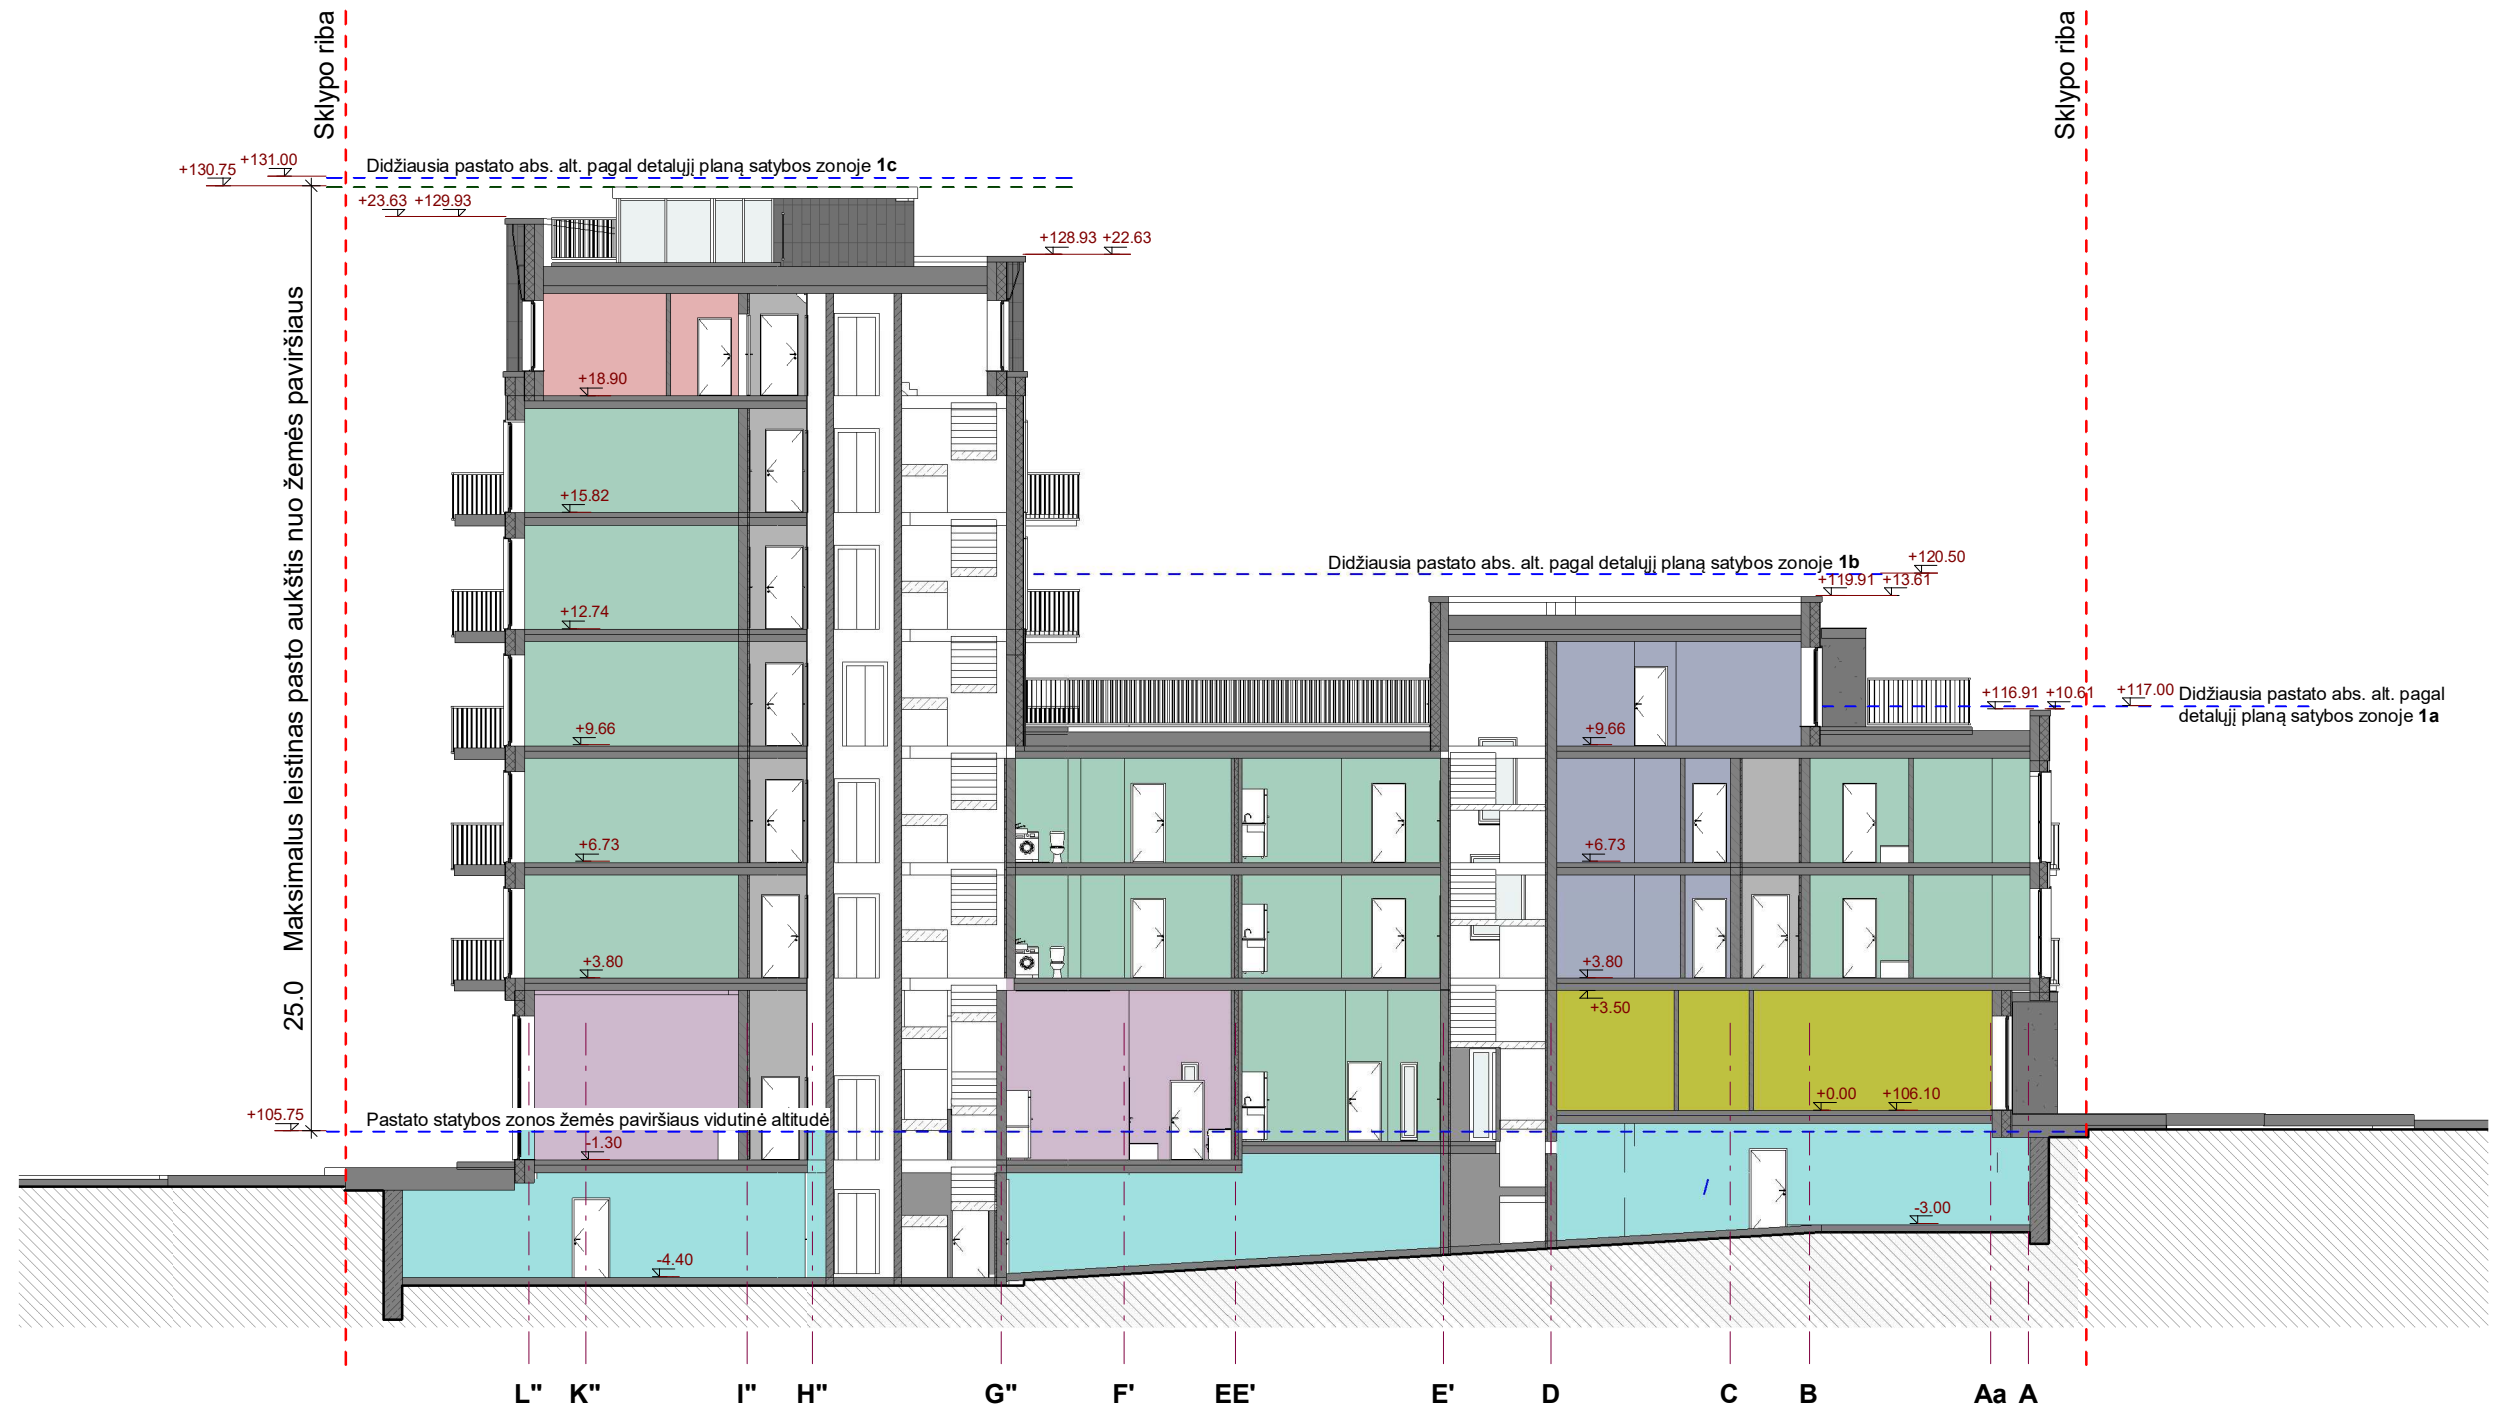 Sklypo riba
Sklypo riba
+130.75
+131.00
Didžiausia pastato abs. alt. pagal detalųjį planą satybos zonoje 1c
+23.63 +129.93
+128.93 +22.63
25.0 Maksimalus leistinas pasto aukštis nuo žemės paviršiaus
+18.90
+15.82
+12.74
+9.66
+6.73
+3.80
Didžiausia pastato abs. alt. pagal detalųjį planą satybos zonoje 1b
+120.50
+119.91 +13.61
+116.91 +10.61
+117.00
Didžiausia pastato abs. alt. pagal
detalųjį planą satybos zonoje 1a
+9.66
+6.73
+3.80
+3.50
+0.00 +106.10
+105.75
Pastato statybos zonos žemės paviršiaus vidutinė altitudė
-1.30
-4.40
-3.00
L" K" I" H" G" F' EE' E' D C B Aa A